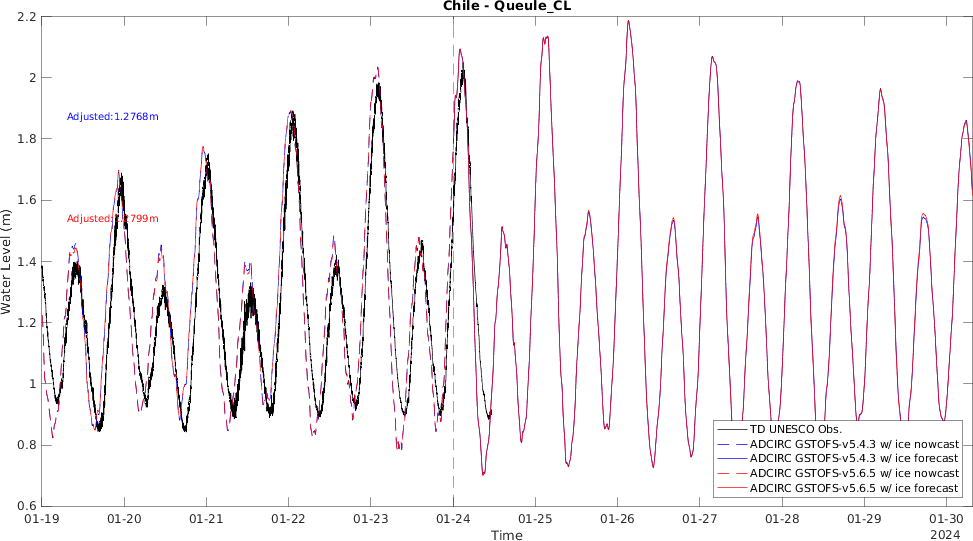 Chile - Queule_CL
2.2
2
1.8
1.6
1.4
1.2
1
0.8
0.6
Water Level (m)
Adjusted:1.2768m
Adjusted:1.2799m
TD UNESCO Obs.
ADCIRC GSTOFS-v5.4.3 w/ ice nowcast
ADCIRC GSTOFS-v5.4.3 w/ ice forecast
ADCIRC GSTOFS-v5.6.5 w/ ice nowcast
ADCIRC GSTOFS-v5.6.5 w/ ice forecast
01-19 01-20 01-21 01-22 01-23 01-24 01-25 01-26 01-27 01-28 01-29 01-30
2024
Time